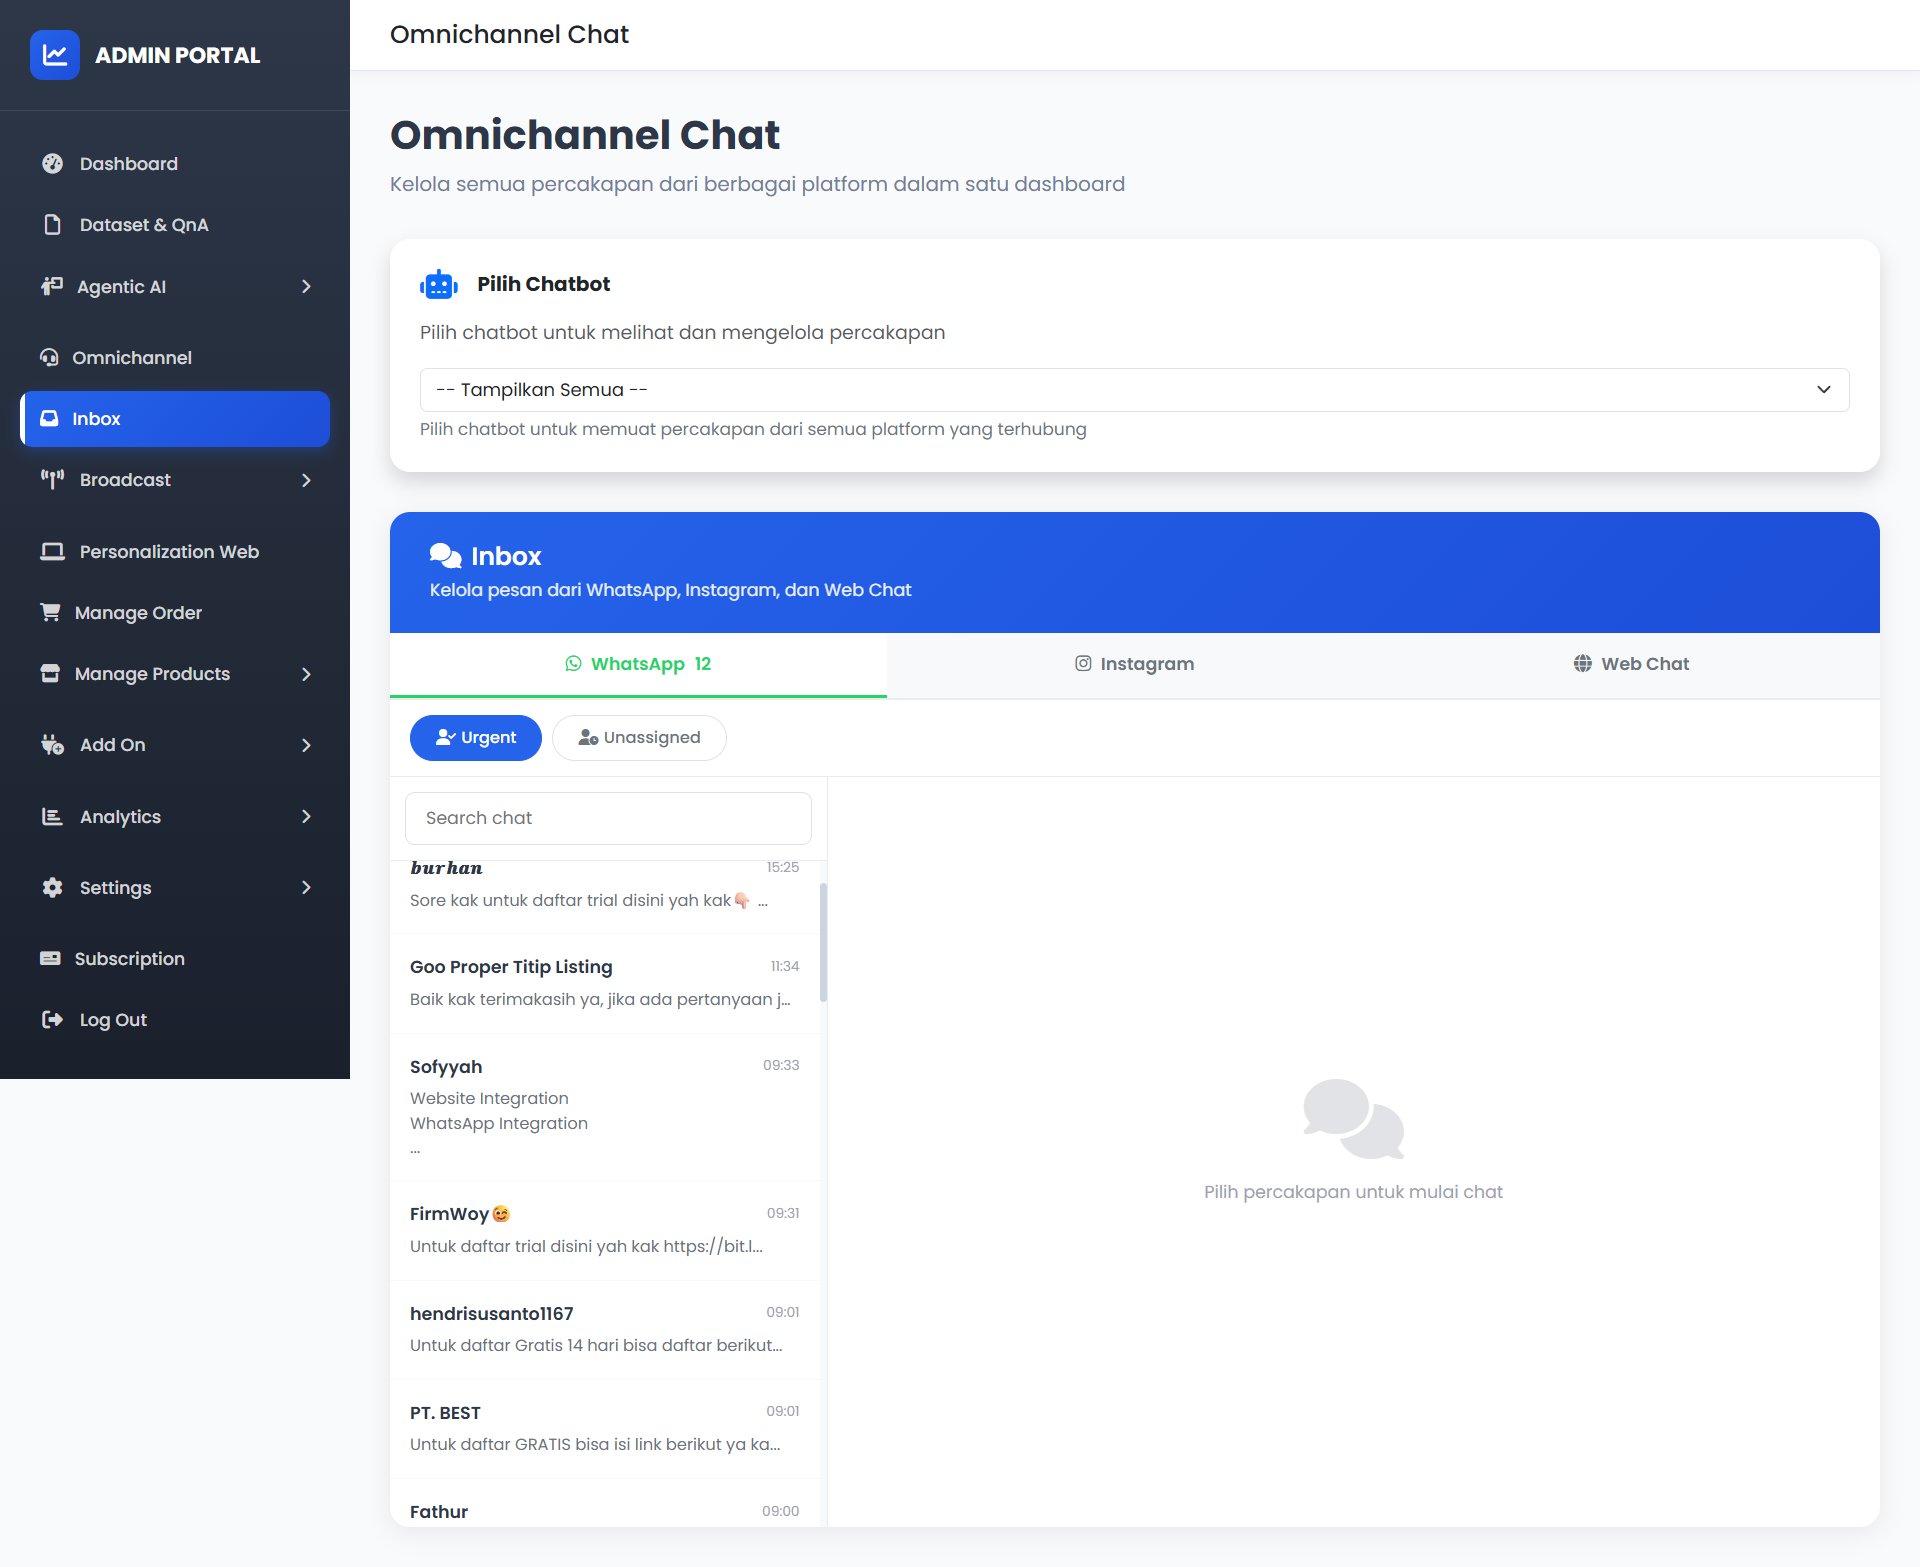 ADMIN PORTAL
Dashboard
Dataset & QnA
Agentic AI
Omnichannel
Inbox
Broadcast
Personalization Web
Manage Order
Manage Products
Add On
Analytics
Settings
Subscription
Log Out
Omnichannel Chat
Omnichannel Chat
Kelola semua percakapan dari berbagai platform dalam satu dashboard
Pilih Chatbot
Pilih chatbot untuk melihat dan mengelola percakapan
-- Tampilkan Semua --
Pilih chatbot untuk memuat percakapan dari semua platform yang terhubung
Inbox
Kelola pesan dari WhatsApp, Instagram, dan Web Chat
WhatsApp 12
Instagram
Web Chat
Urgent
Unassigned
Search chat
burhan 15:25
Sore kak untuk daftar trial disini yah kak👇🏻 ...
Goo Proper Titip Listing 11:34
Baik kak terimakasih ya, jika ada pertanyaan j...
Sofyyah 09:33
Website Integration
WhatsApp Integration
...
FirmWoy😉 09:31
Untuk daftar trial disini yah kak https://bit.l...
hendrisusanto1167 09:01
Untuk daftar Gratis 14 hari bisa daftar berikut...
PT. BEST 09:01
Untuk daftar GRATIS bisa isi link berikut ya ka...
Fathur 09:00
Pilih percakapan untuk mulai chat